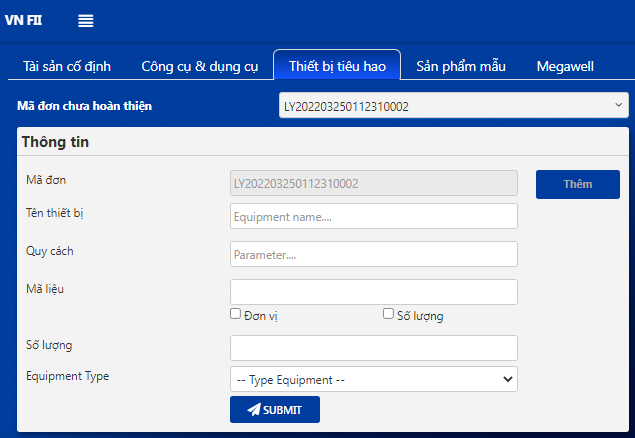 VN FII
Tài sản cố định Công cụ & dụng cụ Thiết bị tiêu hao Sản phẩm mẫu Megawell
Mã đơn chưa hoàn thiện LY202203250112310002
Thông tin
Mã đơn LY202203250112310002 Thêm
Tên thiết bị Equipment name....
Quy cách Parameter....
Mã liệu
Đơn vị Số lượng
Số lượng
Equipment Type -- Type Equipment --
SUBMIT